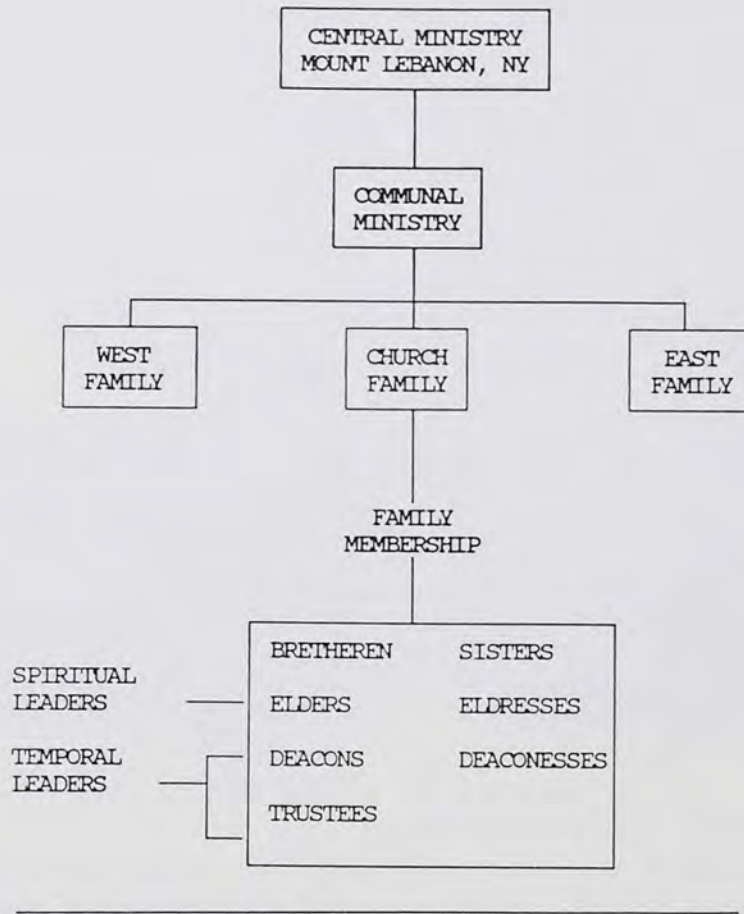 CENTRAL MINISTRY
MOUNT LEBANON, NY
COMMUNAL
MINISTRY
WEST
FAMILY
CHURCH
FAMILY
EAST
FAMILY
FAMILY
MEMBERSHIP
BRETHEREN SISTERS
SPIRITUAL
LEADERS
ELDERS ELDRESSES
TEMPORAL
LEADERS
DEACONS DEACONESSES
TRUSTEES